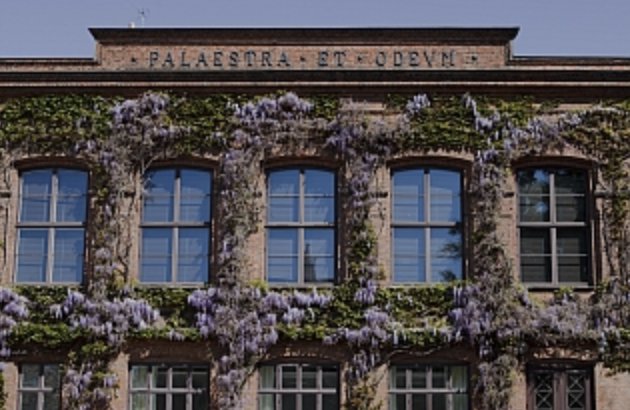 · PALAESTRA · ET · ODEVM ·